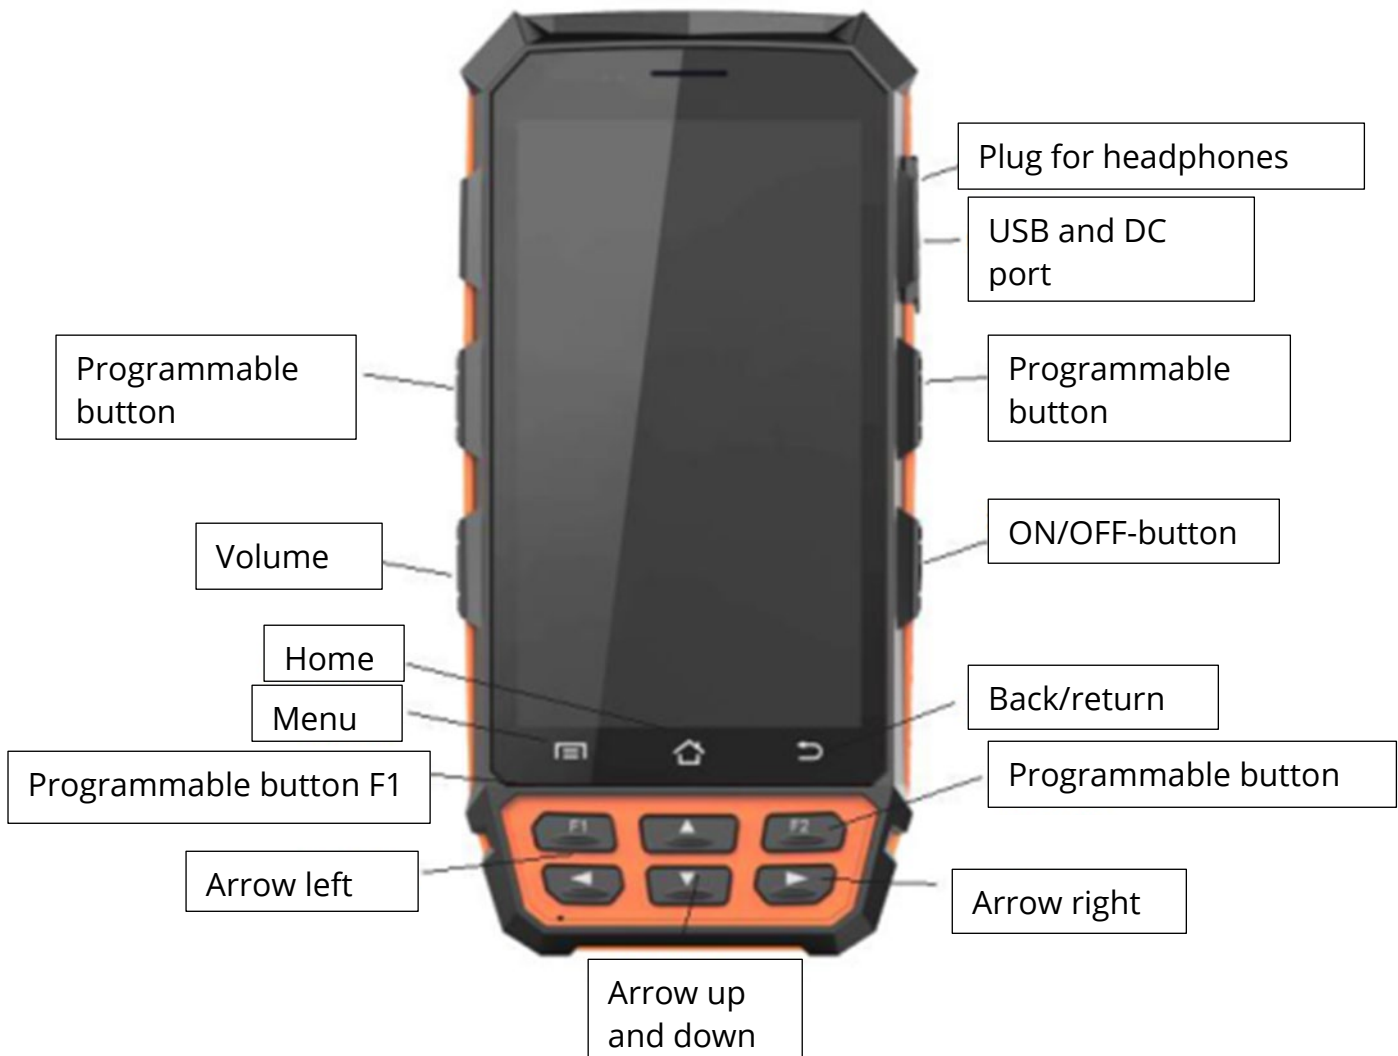 Plug for headphones
USB and DC
port
Programmable
button
Programmable
button
Volume
ON/OFF-button
Home
Menu
Back/return
Programmable button F1
Programmable button
F1
F2
Arrow left
Arrow right
Arrow up
and down